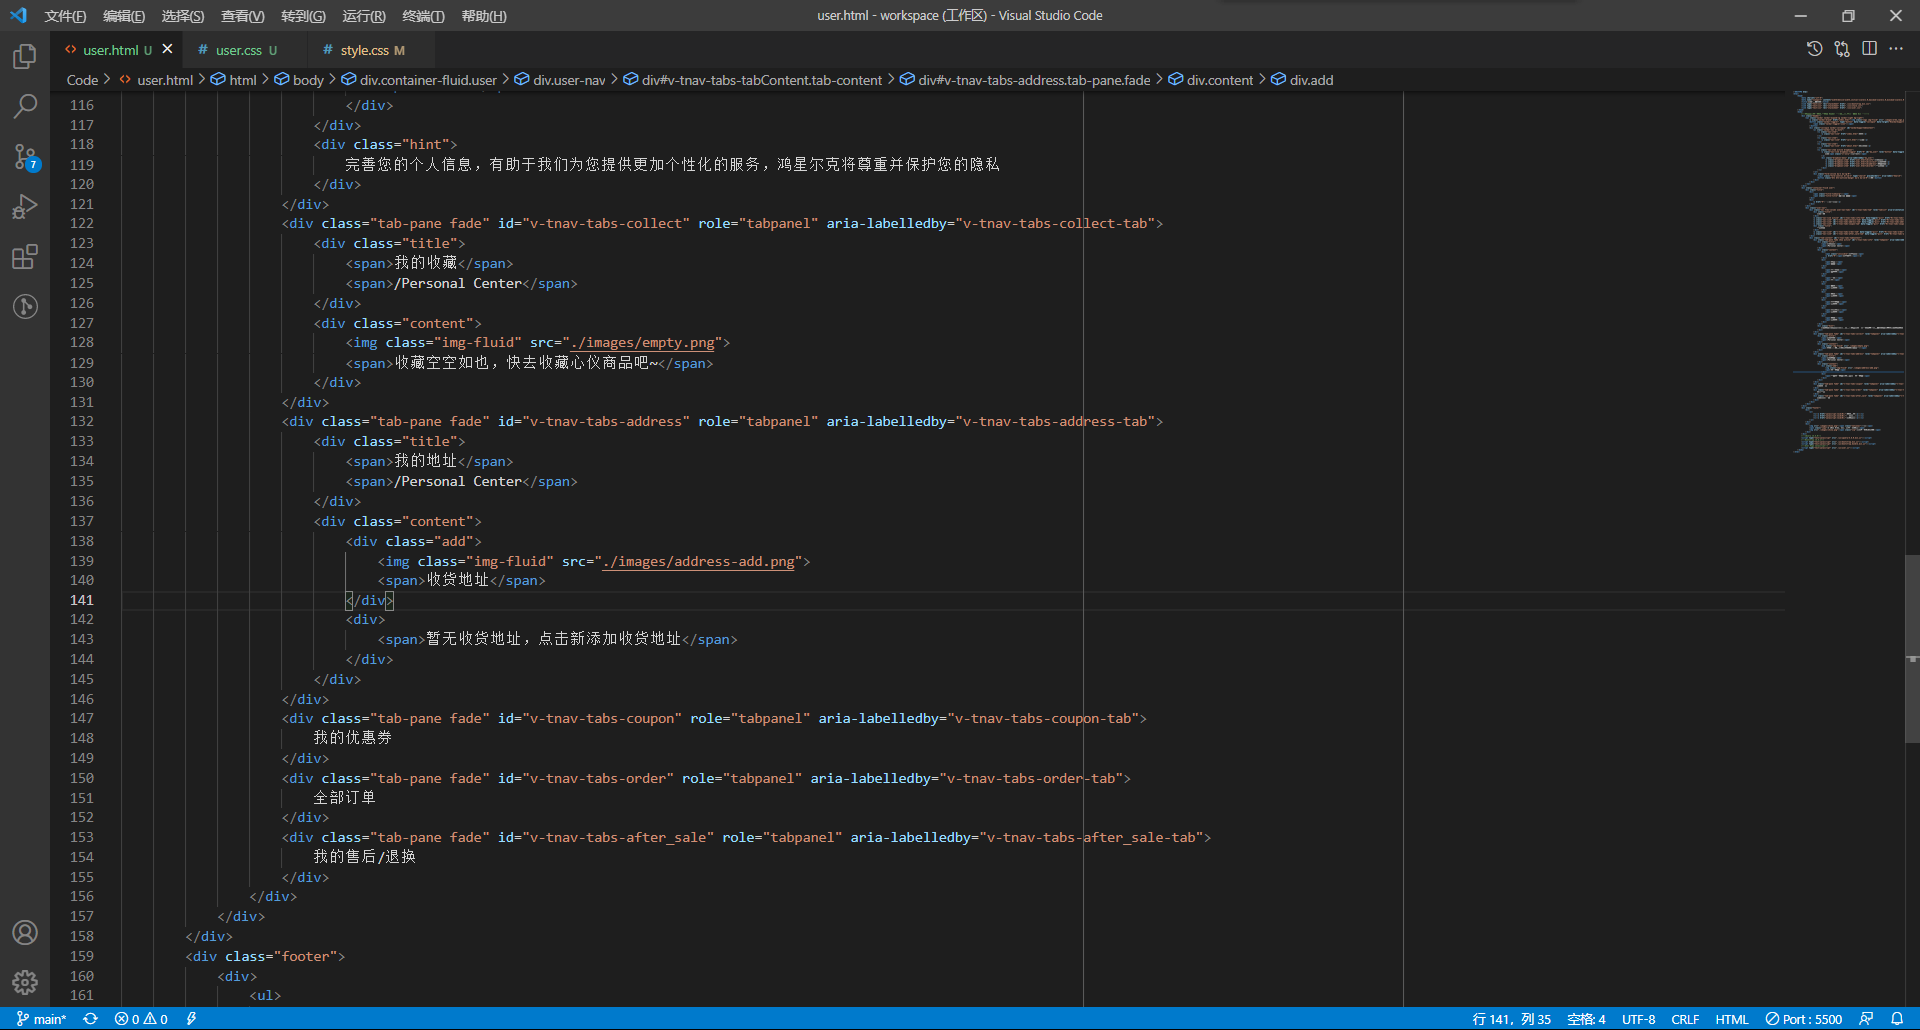 文件(F) 编辑(E) 选择(S) 查看(V) 转到(G) 运行(R) 终端(T) 帮助(H) user.html - workspace (工作区) - Visual Studio Code
user.html U user.css U style.css M
Code user.html html body div.container-fluid.user div.user-nav div#v-tnav-tabs-tabContent.tab-content div#v-tnav-tabs-address.tab-pane.fade div.content div.add
116 </div>
117 </div>
118 <div class="hint">
119 完善您的个人信息，有助于我们为您提供更加个性化的服务，鸿星尔克将尊重并保护您的隐私
120 </div>
121 </div>
122 <div class="tab-pane fade" id="v-tnav-tabs-collect" role="tabpanel" aria-labelledby="v-tnav-tabs-collect-tab">
123 <div class="title">
124 <span>我的收藏</span>
125 <span>/Personal Center</span>
126 </div>
127 <div class="content">
128 <img class="img-fluid" src="./images/empty.png">
129 <span>收藏空空如也，快去收藏心仪商品吧~</span>
130 </div>
131 </div>
132 <div class="tab-pane fade" id="v-tnav-tabs-address" role="tabpanel" aria-labelledby="v-tnav-tabs-address-tab">
133 <div class="title">
134 <span>我的地址</span>
135 <span>/Personal Center</span>
136 </div>
137 <div class="content">
138 <div class="add">
139 <img class="img-fluid" src="./images/address-add.png">
140 <span>收货地址</span>
141 </div>
142 <div>
143 <span>暂无收货地址，点击新添加收货地址</span>
144 </div>
145 </div>
146 </div>
147 <div class="tab-pane fade" id="v-tnav-tabs-coupon" role="tabpanel" aria-labelledby="v-tnav-tabs-coupon-tab">
148 我的优惠券
149 </div>
150 <div class="tab-pane fade" id="v-tnav-tabs-order" role="tabpanel" aria-labelledby="v-tnav-tabs-order-tab">
151 全部订单
152 </div>
153 <div class="tab-pane fade" id="v-tnav-tabs-after_sale" role="tabpanel" aria-labelledby="v-tnav-tabs-after_sale-tab">
154 我的售后/退换
155 </div>
156 </div>
157 </div>
158 </div>
159 <div class="footer">
160 <div>
161 <ul>
7
main* 0 0 行 141，列 35 空格: 4 UTF-8 CRLF HTML Port : 5500